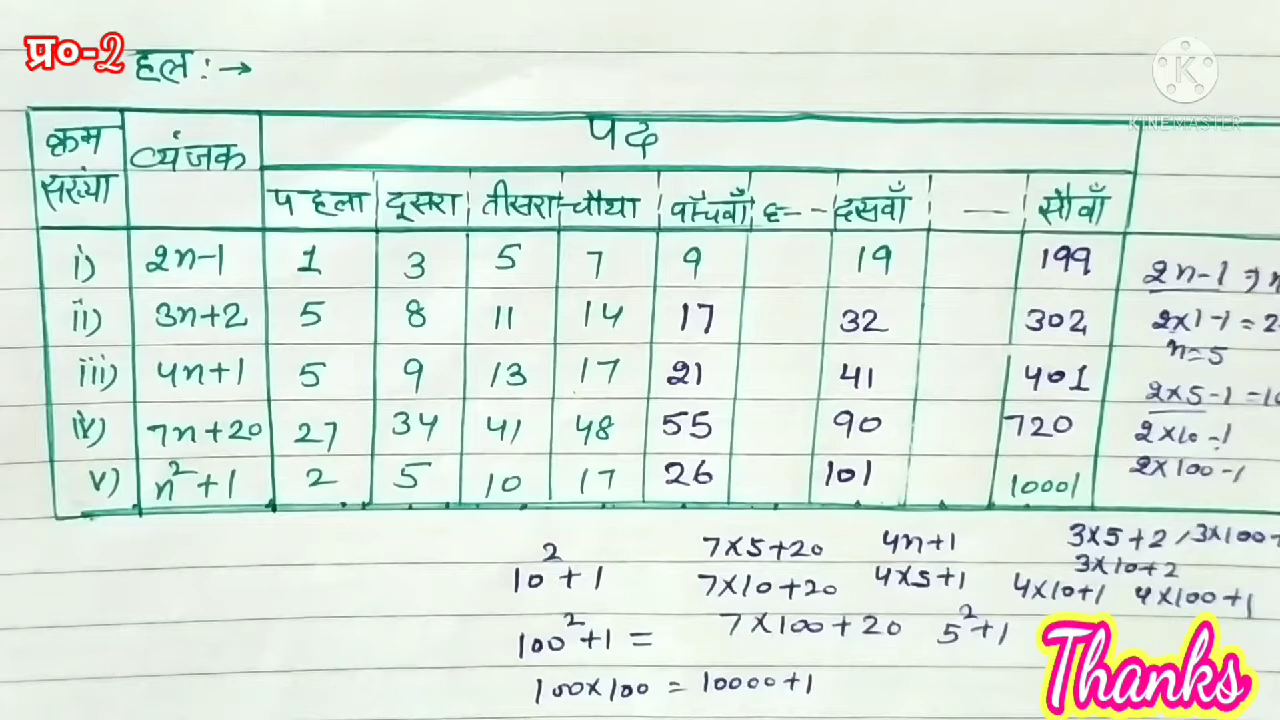 प्र०-2 हल :→
KINEMASTER
क्रम संख्या व्यंजक पद
पहला दूसरा तीसरा चौथा पाँचवाँ -- दसवाँ — सौवाँ
i) 2n-1 1 3 5 7 9 19 199
ii) 3n+2 5 8 11 14 17 32 302
iii) 4n+1 5 9 13 17 21 41 401
iv) 7n+20 27 34 41 48 55 90 720
v) n²+1 2 5 10 17 26 101 10001
2n-1 ⇒ n
2×1-1 = 2
n=5
2×5-1 =10
2×10-1
2×100-1
10²+1 7×5+20 4n+1 3×5+2 / 3×100+
3×10+2
7×10+20 4×5+1 4×10+1 4×100+1
100²+1 = 7×100+20 5²+1
100×100 = 10000+1
Thanks